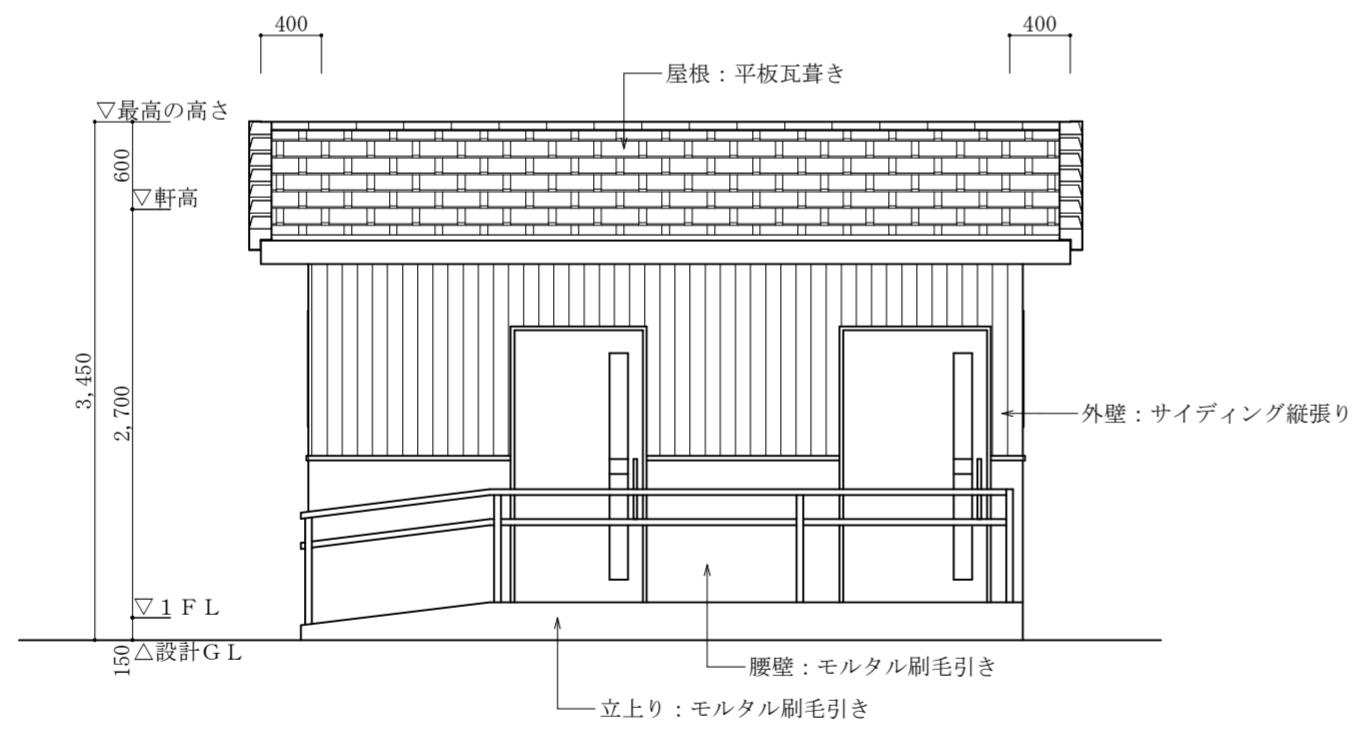 400
400
屋根：平板瓦葺き
▽最高の高さ
600
▽軒高
3,450
2,700
外壁：サイディング縦張り
▽１ＦＬ
150
△設計ＧＬ
腰壁：モルタル刷毛引き
立上り：モルタル刷毛引き